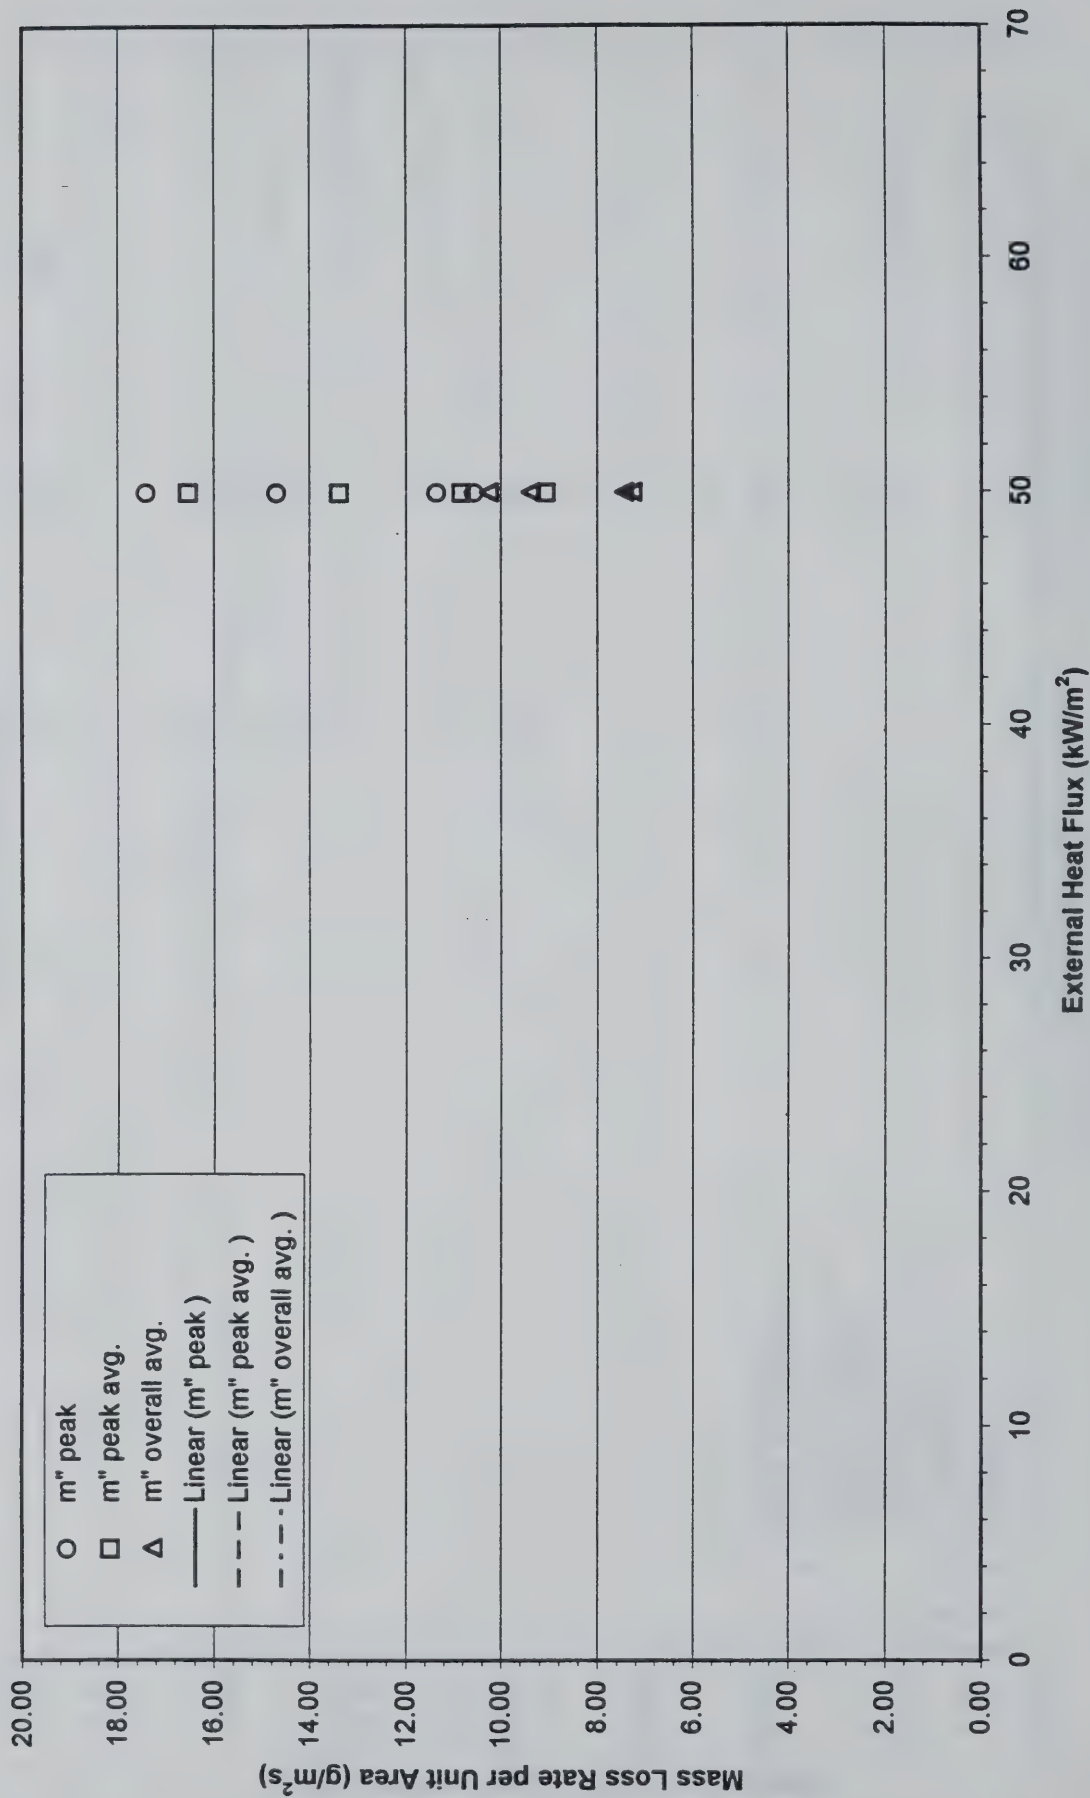 20.00
18.00
16.00
14.00
12.00
10.00
8.00
6.00
4.00
2.00
0.00
Mass Loss Rate per Unit Area (g/m²s)
m" peak
m" peak avg.
m" overall avg.
Linear (m" peak )
Linear (m" peak avg. )
Linear (m" overall avg. )
0
10
20
30
40
50
60
70
External Heat Flux (kW/m²)